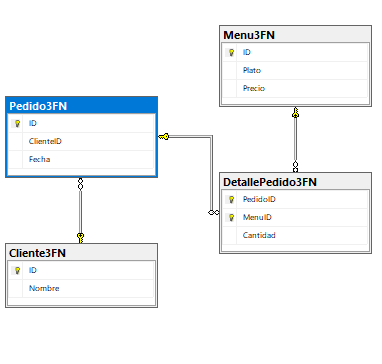 Menu3FN
ID
Plato
Precio
Pedido3FN
ID
ClienteID
Fecha
DetallePedido3FN
PedidoID
MenuID
Cantidad
Cliente3FN
ID
Nombre